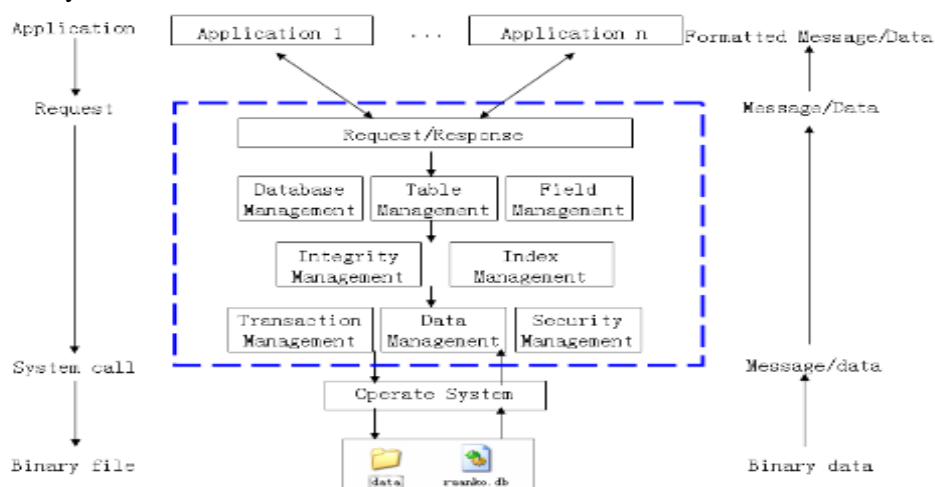 Application
Application 1
...
Application n
Formatted Message/Data
Request
Message/Data
Request/Response
Database
Management
Table
Management
Field
Management
Integrity
Management
Index
Management
Transaction
Management
Data
Management
Security
Management
System call
Message/data
Operate System
Binary file
data
ruanko.db
Binary data